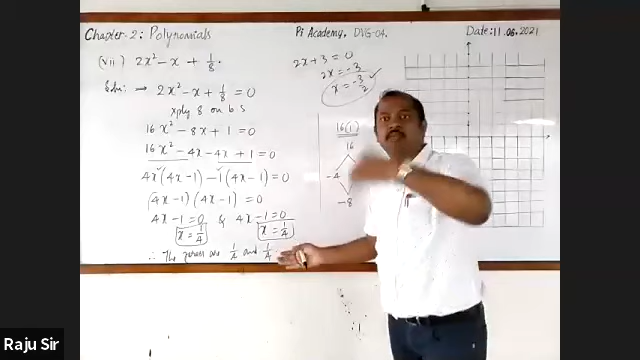 Chapter-2: Polynomials
Pi Academy, DVG-04.
Date: 11.06.2021
(vii) 2x² - x + 1/8.
Soln: → 2x² - x + 1/8 = 0
xply 8 on b s
16x² - 8x + 1 = 0
16x² - 4x - 4x + 1 = 0
4x(4x-1) - 1(4x-1) = 0
(4x-1)(4x-1) = 0
4x-1=0 & 4x-1=0
x = 1/4 x = 1/4
∴ The zeroes are 1/4 and 1/4
2x+3 = 0
2x = -3
x = -3/2 ✓
16(1)
16
-4
-8
Raju Sir